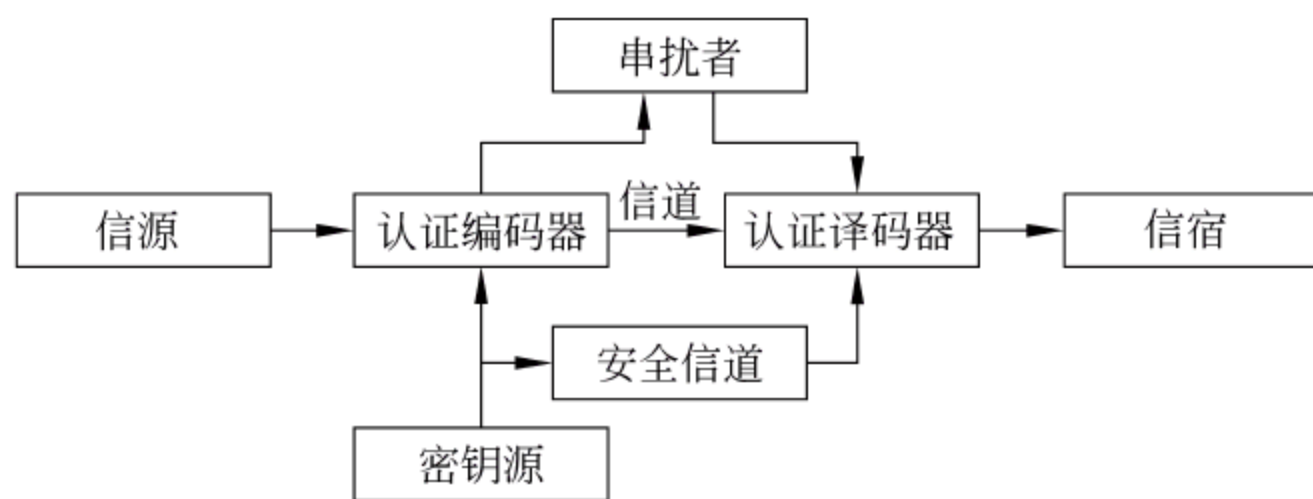 串扰者
信源
认证编码器
信道
认证译码器
信宿
安全信道
密钥源